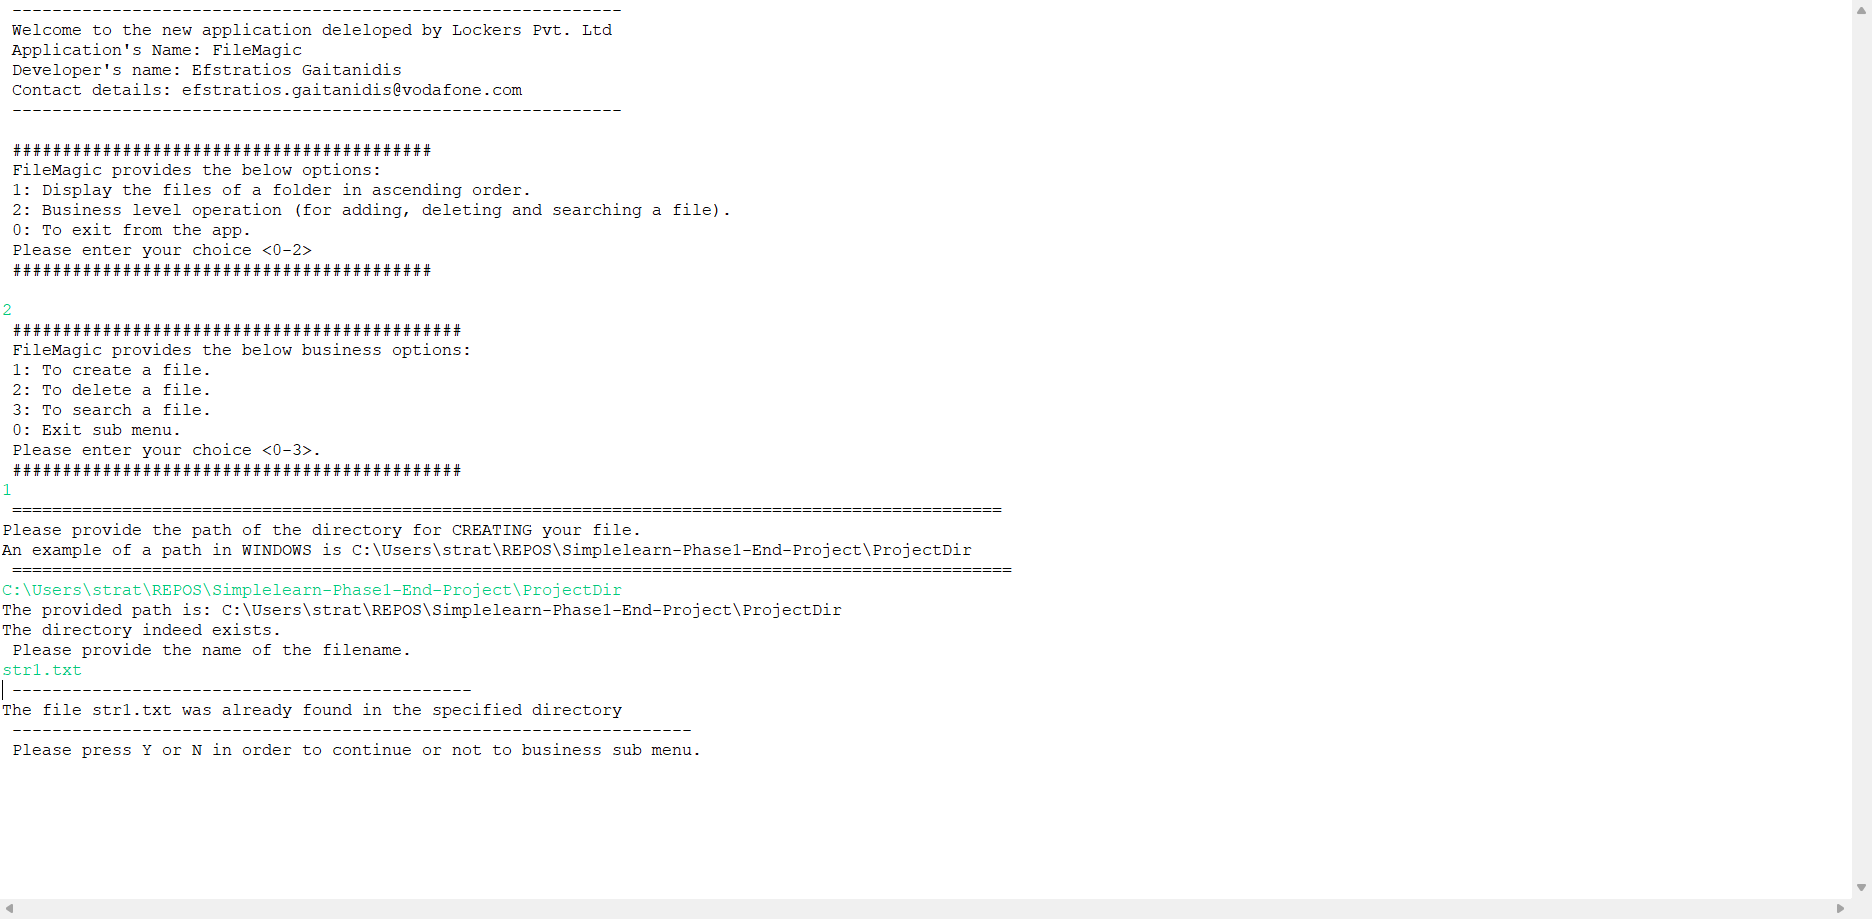 -------------------------------------------------------------
Welcome to the new application deleloped by Lockers Pvt. Ltd
Application's Name: FileMagic
Developer's name: Efstratios Gaitanidis
Contact details: efstratios.gaitanidis@vodafone.com
-------------------------------------------------------------
##########################################
FileMagic provides the below options:
1: Display the files of a folder in ascending order.
2: Business level operation (for adding, deleting and searching a file).
0: To exit from the app.
Please enter your choice <0-2>
##########################################
2
#############################################
FileMagic provides the below business options:
1: To create a file.
2: To delete a file.
3: To search a file.
0: Exit sub menu.
Please enter your choice <0-3>.
#############################################
1
===================================================================================================
Please provide the path of the directory for CREATING your file.
An example of a path in WINDOWS is C:\Users\strat\REPOS\Simplelearn-Phase1-End-Project\ProjectDir
====================================================================================================
C:\Users\strat\REPOS\Simplelearn-Phase1-End-Project\ProjectDir
The provided path is: C:\Users\strat\REPOS\Simplelearn-Phase1-End-Project\ProjectDir
The directory indeed exists.
Please provide the name of the filename.
str1.txt
----------------------------------------------
The file str1.txt was already found in the specified directory
--------------------------------------------------------------------
Please press Y or N in order to continue or not to business sub menu.